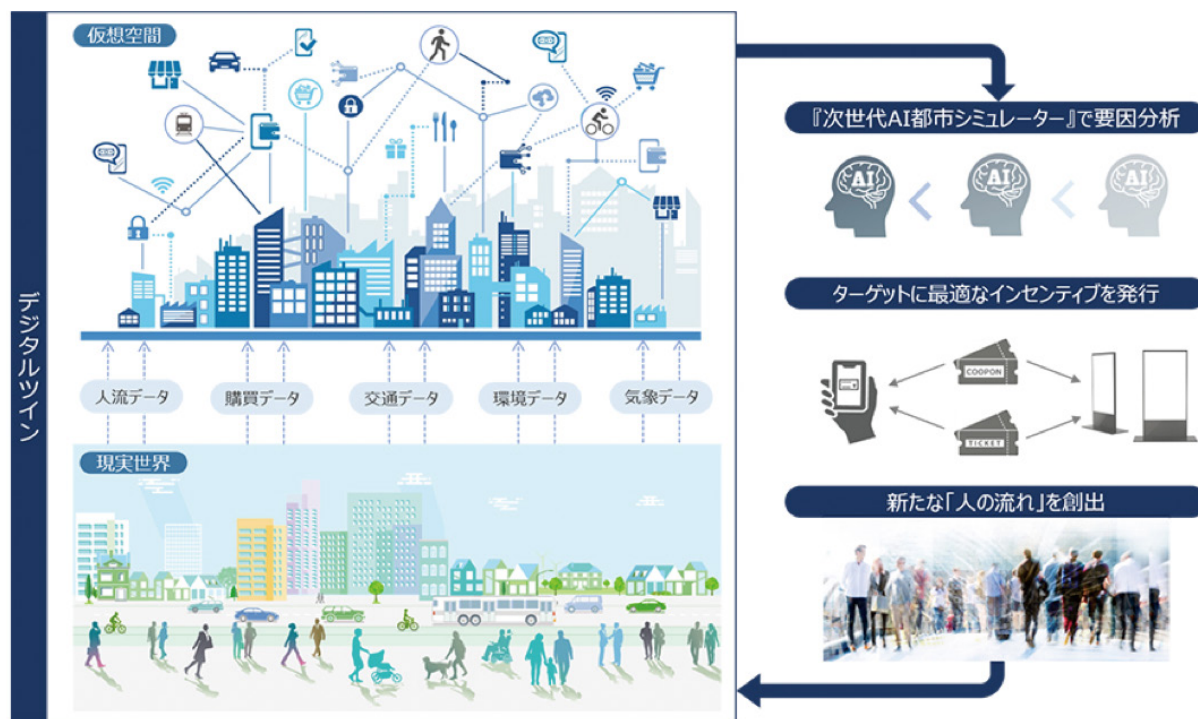 デジタルツイン
仮想空間
人流データ
購買データ
交通データ
環境データ
気象データ
現実世界
『次世代AI都市シミュレーター』で要因分析
AI
AI
AI
ターゲットに最適なインセンティブを発行
COOPON
TICKET
新たな「人の流れ」を創出